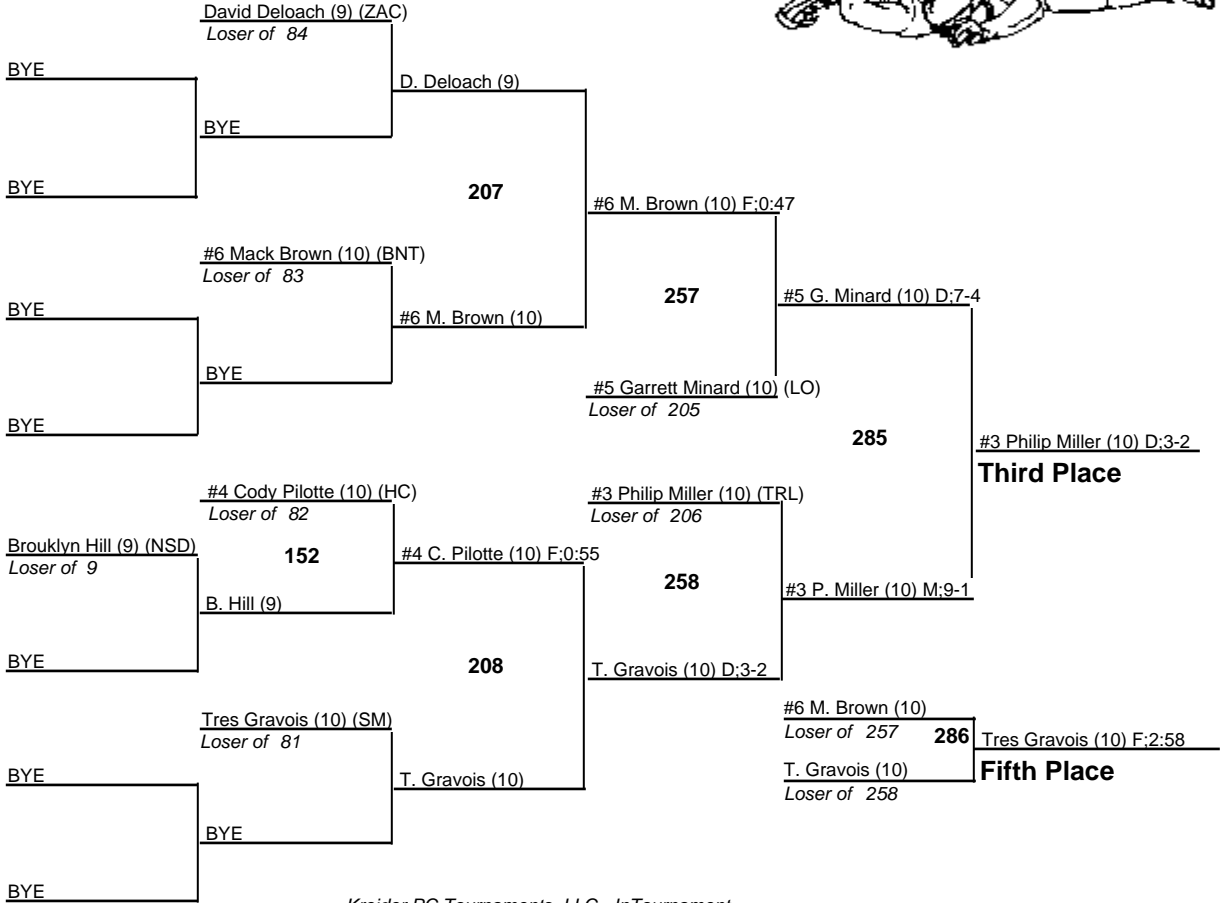 David Deloach (9) (ZAC)
Loser of 84
BYE
D. Deloach (9)
BYE
BYE
207
#6 M. Brown (10) F;0:47
#6 Mack Brown (10) (BNT)
Loser of 83
257
#5 G. Minard (10) D;7-4
BYE
#6 M. Brown (10)
BYE
#5 Garrett Minard (10) (LO)
Loser of 205
BYE
285
#3 Philip Miller (10) D;3-2
Third Place
#4 Cody Pilotte (10) (HC)
Loser of 82
#3 Philip Miller (10) (TRL)
Loser of 206
Brouklyn Hill (9) (NSD)
Loser of 9
152
#4 C. Pilotte (10) F;0:55
258
#3 P. Miller (10) M;9-1
B. Hill (9)
BYE
208
T. Gravois (10) D;3-2
Tres Gravois (10) (SM)
Loser of 81
#6 M. Brown (10)
Loser of 257
286
Tres Gravois (10) F;2:58
Fifth Place
T. Gravois (10)
Loser of 258
BYE
T. Gravois (10)
BYE
BYE
Kreider PC Tournaments, LLC - InTournament